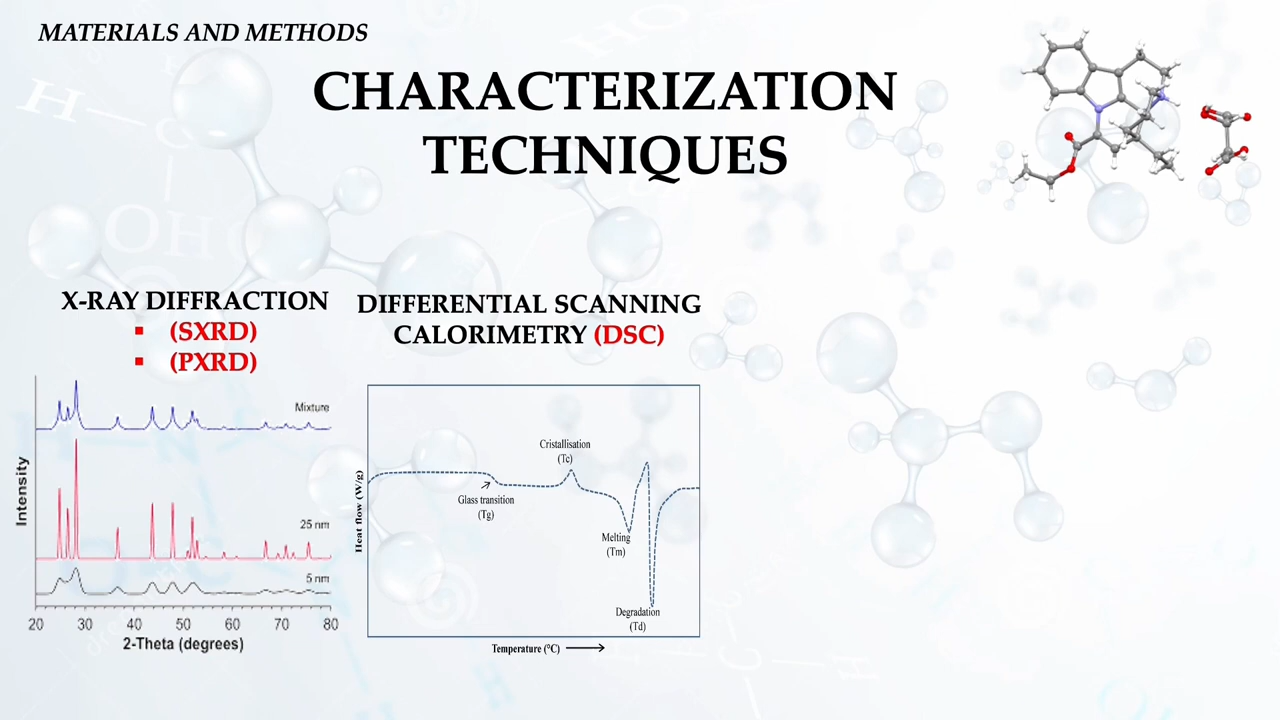 MATERIALS AND METHODS
CHARACTERIZATION
TECHNIQUES
X-RAY DIFFRACTION
▪ (SXRD)
▪ (PXRD)
DIFFERENTIAL SCANNING
CALORIMETRY (DSC)
Intensity
Mixture
25 nm
5 nm
20 30 40 50 60 70 80
2-Theta (degrees)
Heat flow (W/g)
Cristallisation
(Tc)
Glass transition
(Tg)
Melting
(Tm)
Degradation
(Td)
Temperature (°C)
H
C
OH
HO